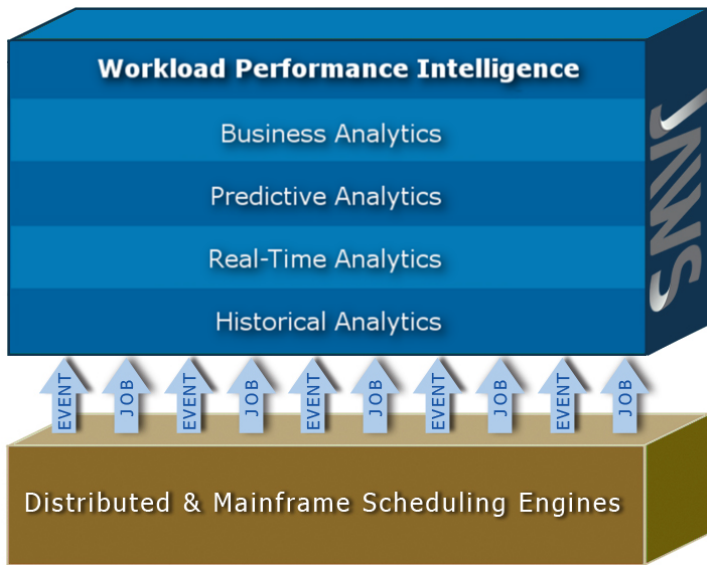 Workload Performance Intelligence
Business Analytics
Predictive Analytics
Real-Time Analytics
Historical Analytics
EVENT JOB EVENT JOB EVENT JOB EVENT JOB EVENT JOB
Distributed & Mainframe Scheduling Engines